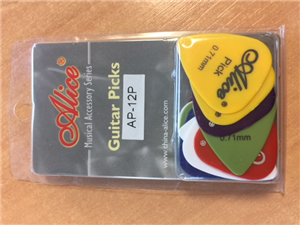 Alice
Musical Accessory Series
Guitar Picks
AP-12P
www.china-alice.com
Alice
Pick
0.71mm
0.71mm